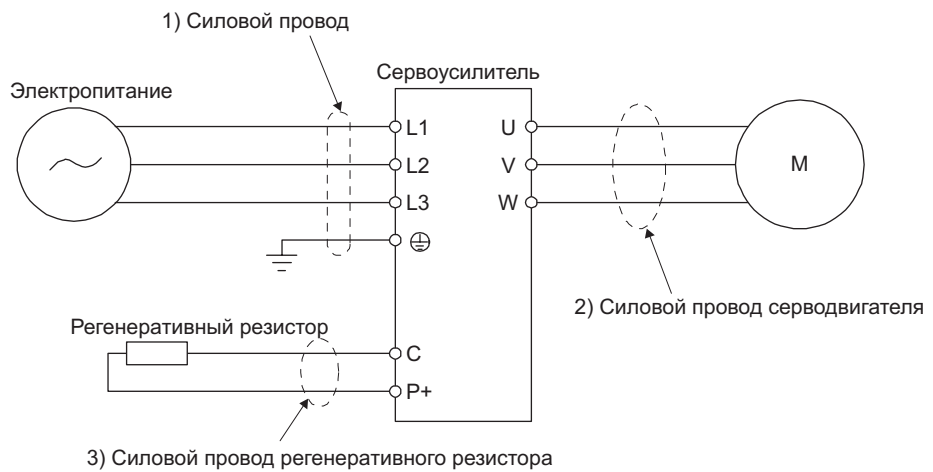 1) Силовой провод
Сервоусилитель
Электропитание
L1
U
L2
V
M
L3
W
2) Силовой провод серводвигателя
Регенеративный резистор
C
P+
3) Силовой провод регенеративного резистора